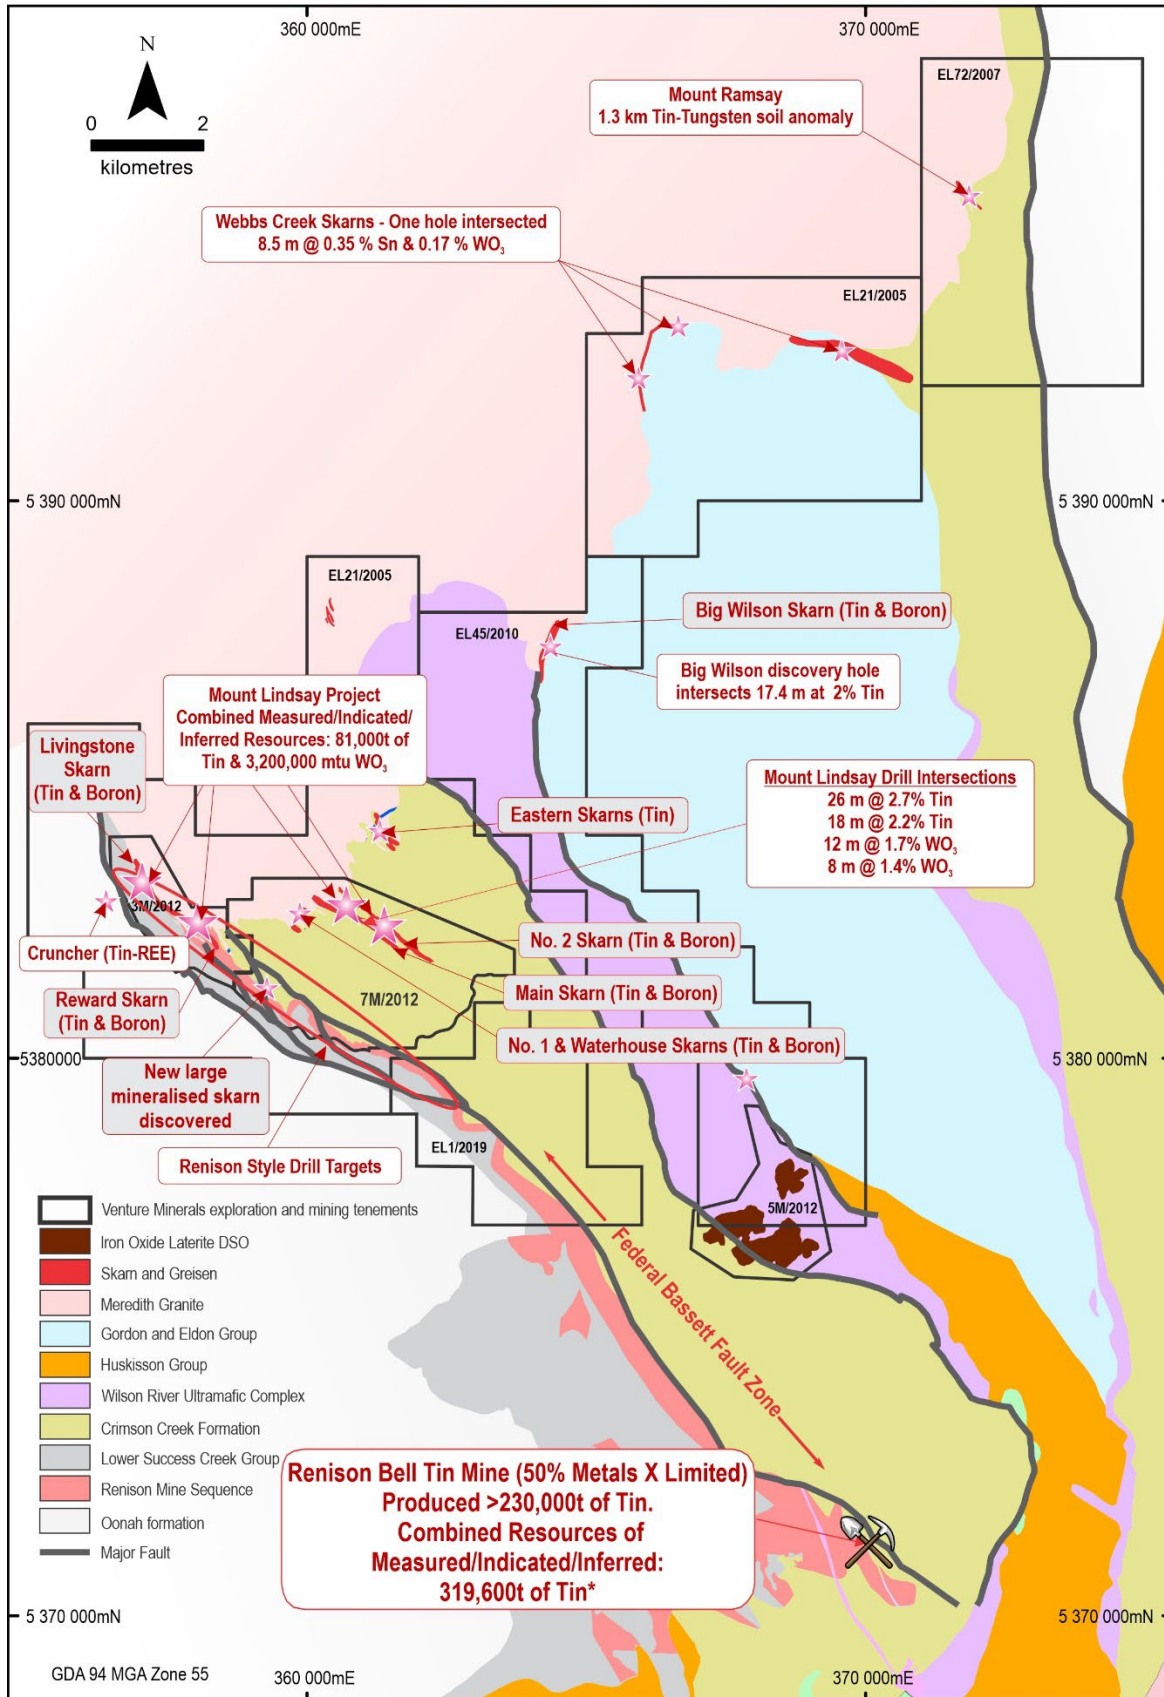 360 000mE
370 000mE
N
0 2
kilometres
EL72/2007
Mount Ramsay
1.3 km Tin-Tungsten soil anomaly
Webbs Creek Skarns - One hole intersected
8.5 m @ 0.35 % Sn & 0.17 % WO₃
EL21/2005
5 390 000mN
5 390 000mN
EL21/2005
EL45/2010
Big Wilson Skarn (Tin & Boron)
Big Wilson discovery hole
intersects 17.4 m at 2% Tin
Mount Lindsay Project
Combined Measured/Indicated/
Inferred Resources: 81,000t of
Tin & 3,200,000 mtu WO₃
Livingstone
Skarn
(Tin & Boron)
Mount Lindsay Drill Intersections
26 m @ 2.7% Tin
18 m @ 2.2% Tin
12 m @ 1.7% WO₃
8 m @ 1.4% WO₃
Eastern Skarns (Tin)
3M/2012
Cruncher (Tin-REE)
No. 2 Skarn (Tin & Boron)
Reward Skarn
(Tin & Boron)
7M/2012
Main Skarn (Tin & Boron)
No. 1 & Waterhouse Skarns (Tin & Boron)
5380000
5 380 000mN
New large
mineralised skarn
discovered
Renison Style Drill Targets
EL1/2019
5M/2012
Federal Bassett Fault Zone
Venture Minerals exploration and mining tenements
Iron Oxide Laterite DSO
Skarn and Greisen
Meredith Granite
Gordon and Eldon Group
Huskisson Group
Wilson River Ultramafic Complex
Crimson Creek Formation
Lower Success Creek Group
Renison Mine Sequence
Oonah formation
Major Fault
Renison Bell Tin Mine (50% Metals X Limited)
Produced >230,000t of Tin.
Combined Resources of
Measured/Indicated/Inferred:
319,600t of Tin*
5 370 000mN
5 370 000mN
GDA 94 MGA Zone 55
360 000mE
370 000mE